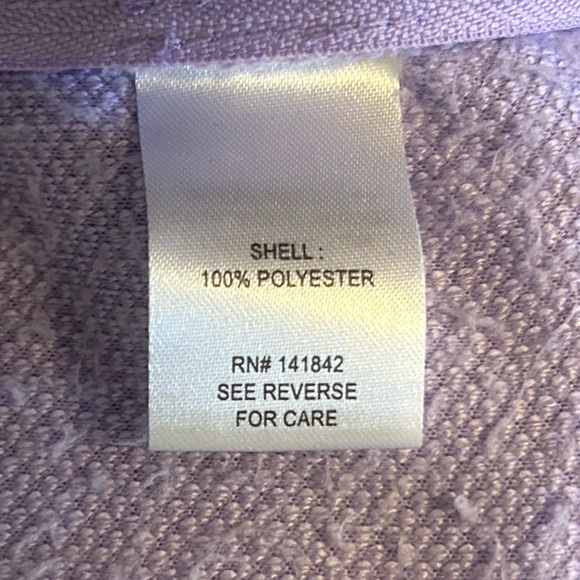 SHELL :
100% POLYESTER
RN# 141842
SEE REVERSE
FOR CARE